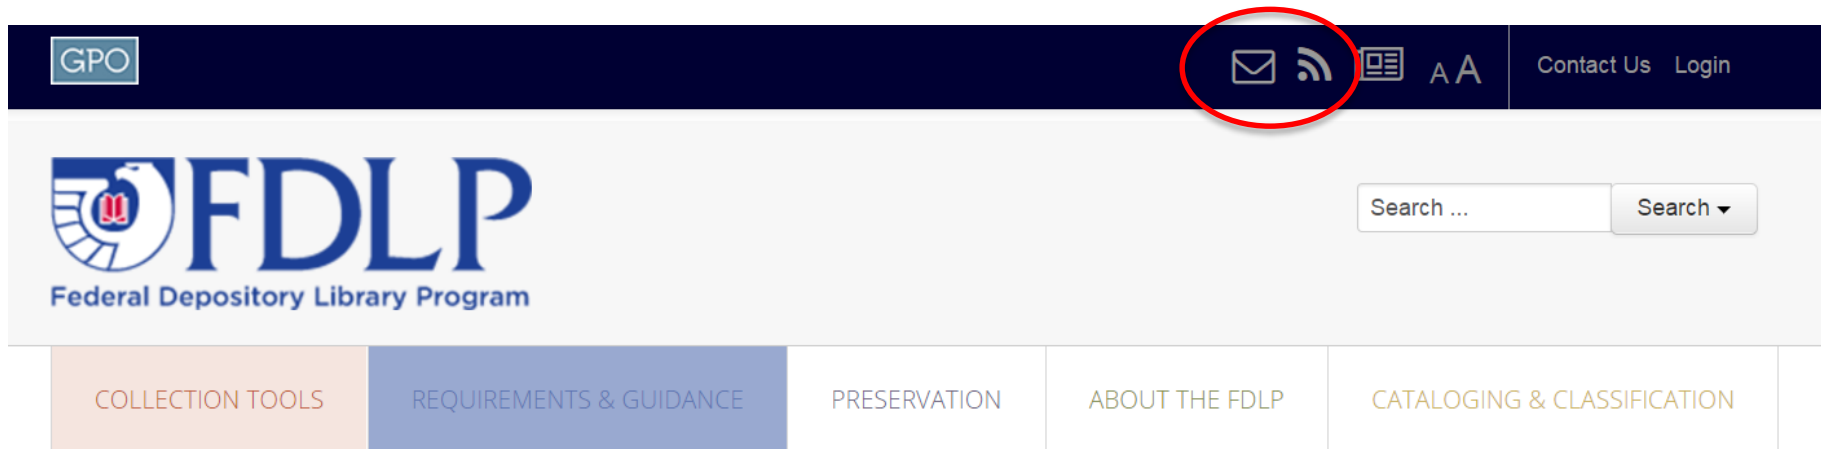 GPO
A A
Contact Us Login
FDLP
Federal Depository Library Program
Search ...
Search
COLLECTION TOOLS
REQUIREMENTS & GUIDANCE
PRESERVATION
ABOUT THE FDLP
CATALOGING & CLASSIFICATION